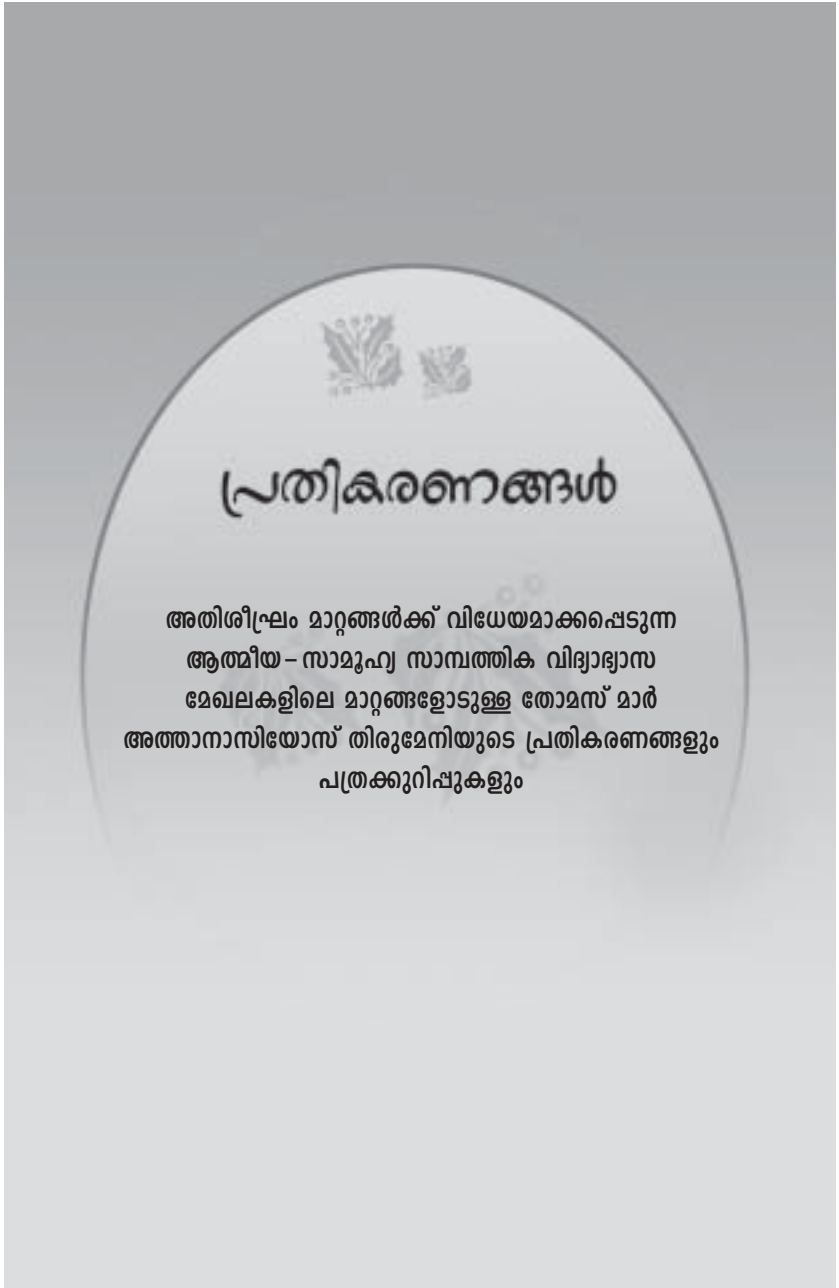 പ്രതികരണങ്ങൾ
അതിശീഘ്രം മാറ്റങ്ങൾക്ക് വിധേയമാക്കപ്പെടുന്ന
ആത്മീയ – സാമൂഹ്യ സാമ്പത്തിക വിദ്യാഭ്യാസ
മേഖലകളിലെ മാറ്റങ്ങളോടുള്ള തോമസ് മാർ
അത്താനാസിയോസ് തിരുമേനിയുടെ പ്രതികരണങ്ങളും
പത്രക്കുറിപ്പുകളും